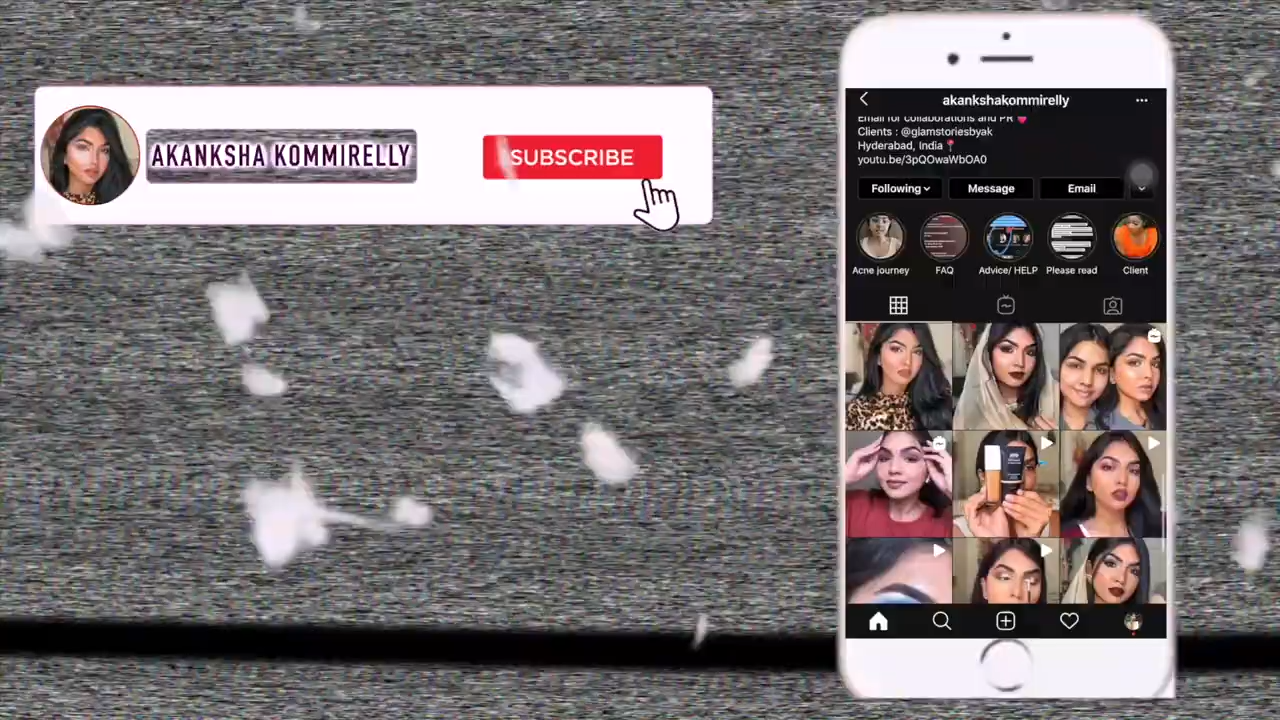 AKANKSHA KOMMIRELLY
SUBSCRIBE
akankshakommirelly
Email for collaborations and PR
Clients : @glamstoriesbyak
Hyderabad, India
youtu.be/3pQOwaWbOA0
Following
Message
Email
Acne journey
FAQ
Advice/ HELP
Please read
Client